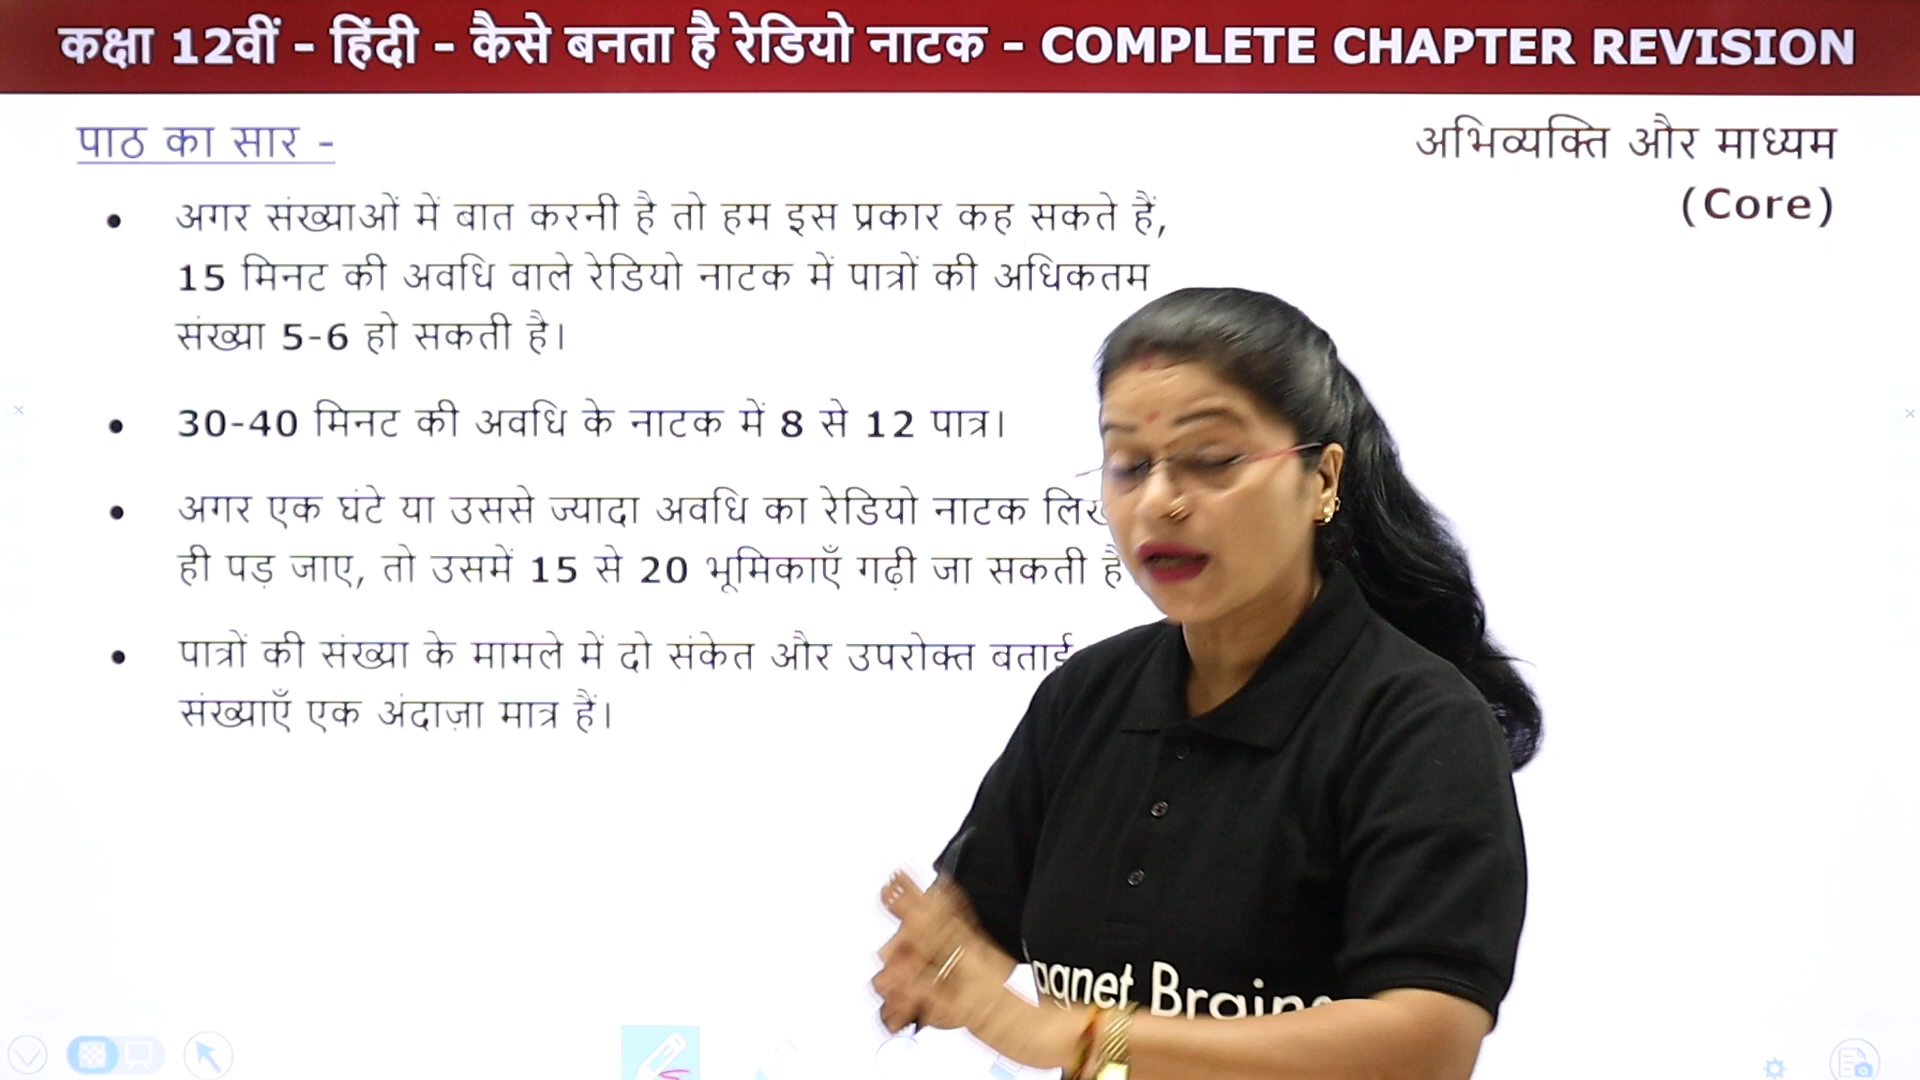 कक्षा 12वीं - हिंदी - कैसे बनता है रेडियो नाटक - COMPLETE CHAPTER REVISION
पाठ का सार -
अभिव्यक्ति और माध्यम
(Core)
• अगर संख्याओं में बात करनी है तो हम इस प्रकार कह सकते हैं,
15 मिनट की अवधि वाले रेडियो नाटक में पात्रों की अधिकतम
संख्या 5-6 हो सकती है।
• 30-40 मिनट की अवधि के नाटक में 8 से 12 पात्र।
• अगर एक घंटे या उससे ज्यादा अवधि का रेडियो नाटक
ही पड़ जाए, तो उसमें 15 से 20 भूमिकाएँ गढ़ी जा सकती
• पात्रों की संख्या के मामले में दो संकेत और उपरोक्त बताई
संख्याएँ एक अंदाज़ा मात्र हैं।
agnet Brains